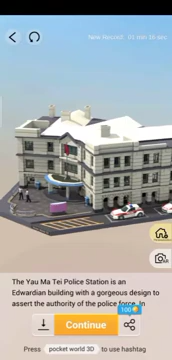 New Record: 01 min 16 sec
The Yau Ma Tei Police Station is an
Edwardian building with a gorgeous design to
assert the authority of the police force. In
100
Continue
Press pocket world 3D to use hashtag